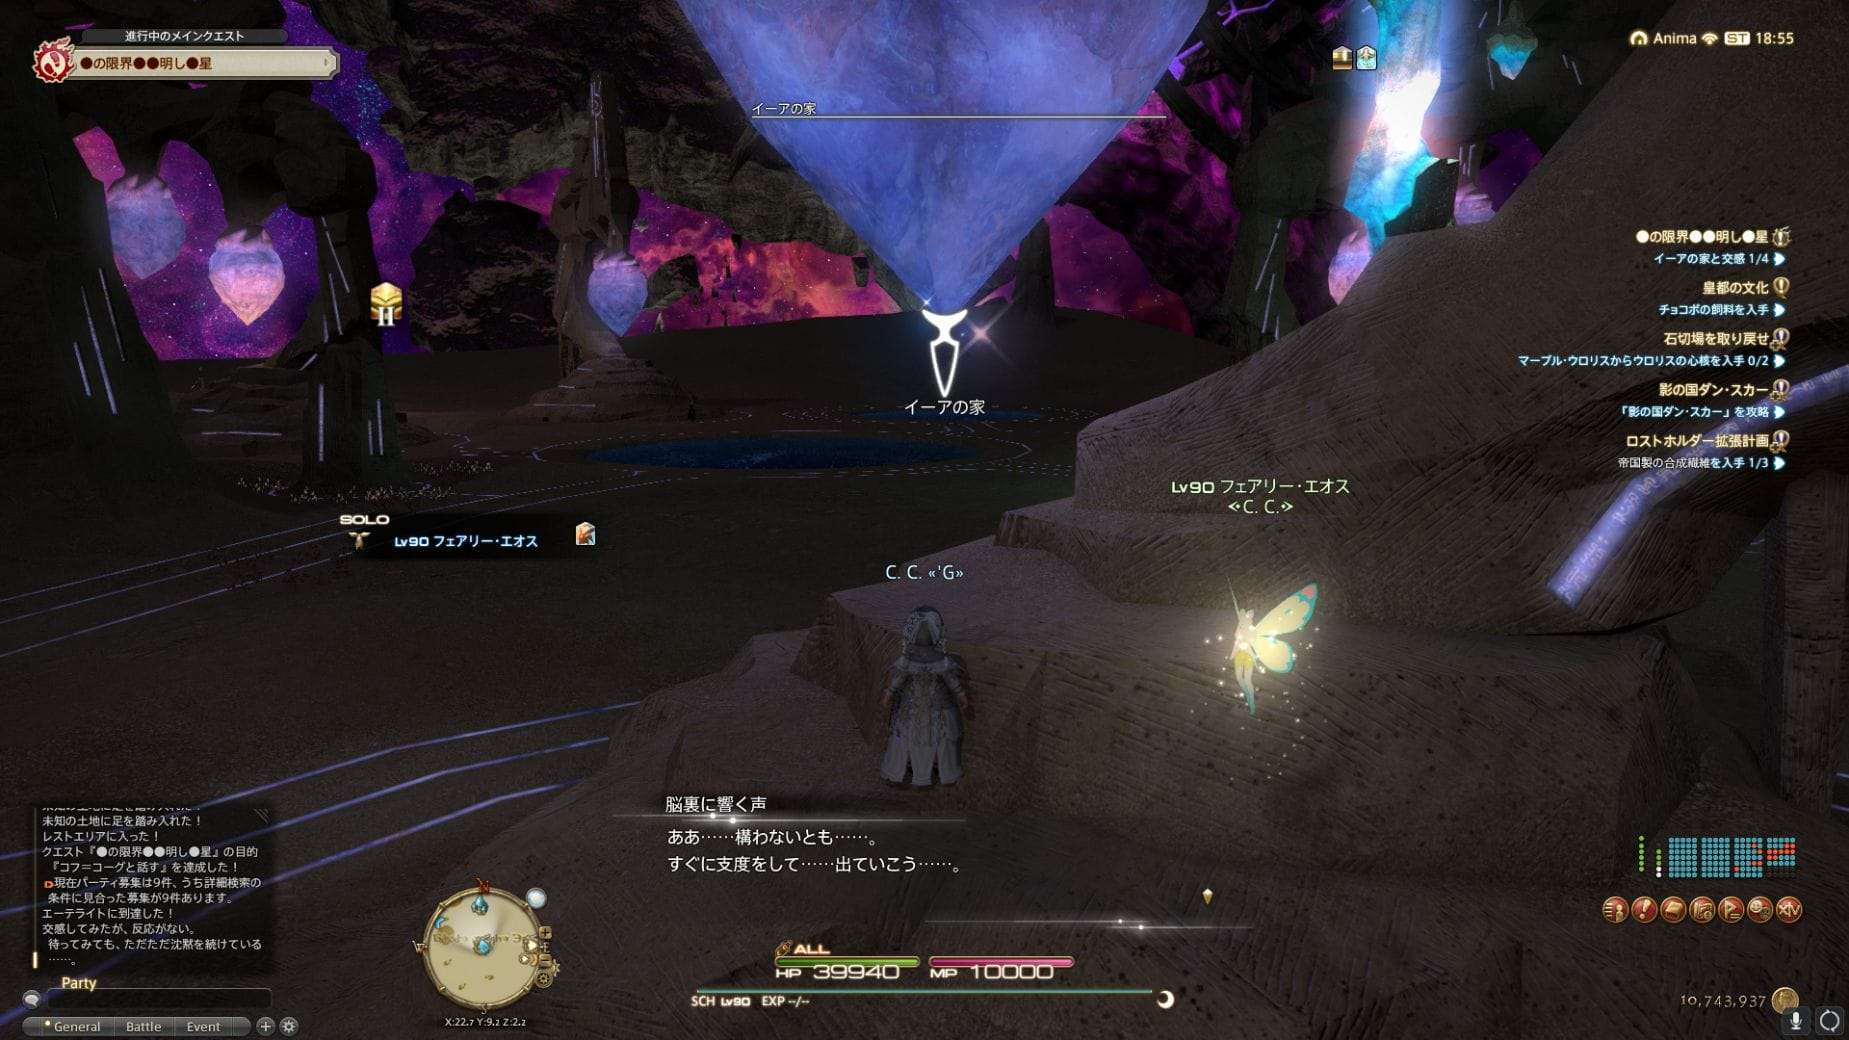 進行中のメインクエスト
●の限界●●明し●星
イーアの家
Anima ST 18:55
●の限界●●明し●星
イーアの家と交感 1/4
皇都の文化
チョコボの飼料を入手
石切場を取り戻せ
マーブル・ウロリスからウロリスの心核を入手 0/2
影の国ダン・スカー
「影の国ダン・スカー」を攻略
ロストホルダー拡張計画
帝国製の合成繊維を入手 1/3
H
イーアの家
Lv90 フェアリー・エオス
<C. C.>
SOLO
Lv90 フェアリー・エオス
C. C. «'G»
脳裏に響く声
ああ……構わないとも……。
すぐに支度をして……出ていこう……。
未知の土地に足を踏み入れた！
未知の土地に足を踏み入れた！
レストエリアに入った！
クエスト『●の限界●●明し●星』の目的
『コフ＝コーグと話す』を達成した！
現在パーティ募集は9件、うち詳細検索の
条件に見合った募集が9件あります。
エーテライトに到達した！
交感してみたが、反応がない。
待ってみても、ただただ沈黙を続けている
……。
Party
General Battle Event
X:22.7 Y:9.2 Z:2.2
ALL
HP 39940 MP 10000
SCH Lv90 EXP --/--
XIV
10,743,937